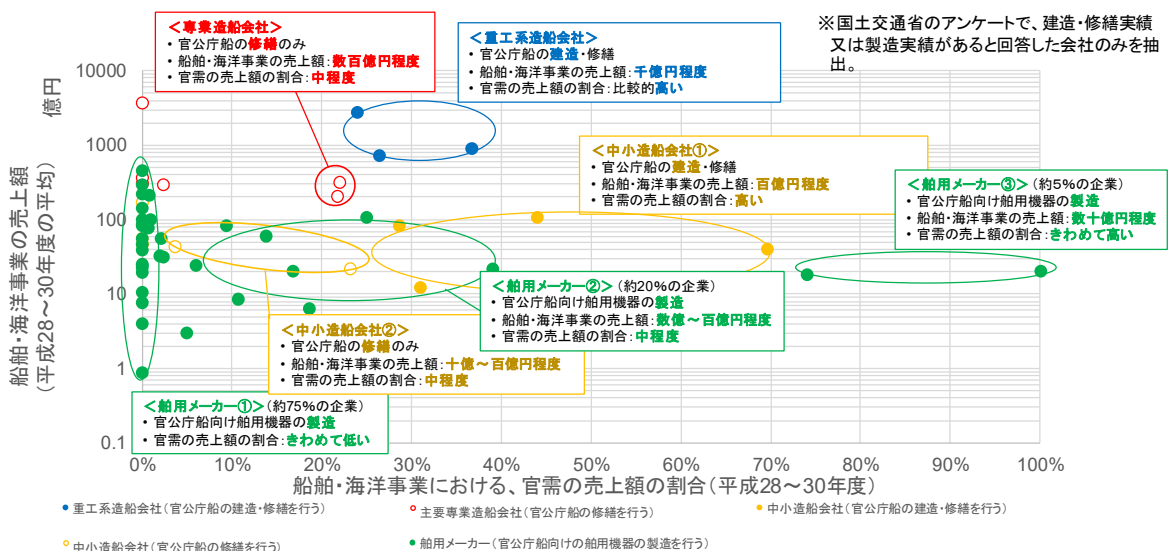 ＜専業造船会社＞
• 官公庁船の修繕のみ
• 船舶・海洋事業の売上額：数百億円程度
• 官需の売上額の割合：中程度
＜重工系造船会社＞
• 官公庁船の建造・修繕
• 船舶・海洋事業の売上額：千億円程度
• 官需の売上額の割合：比較的高い
※国土交通省のアンケートで、建造・修繕実績
又は製造実績があると回答した会社のみを抽
出。
＜中小造船会社①＞
• 官公庁船の建造・修繕
• 船舶・海洋事業の売上額：百億円程度
• 官需の売上額の割合：高い
＜舶用メーカー③＞（約5%の企業）
• 官公庁船向け舶用機器の製造
• 船舶・海洋事業の売上額：数十億円程度
• 官需の売上額の割合：きわめて高い
＜舶用メーカー②＞（約20%の企業）
• 官公庁船向け舶用機器の製造
• 船舶・海洋事業の売上額：数億～百億円程度
• 官需の売上額の割合：中程度
＜中小造船会社②＞
• 官公庁船の修繕のみ
• 船舶・海洋事業の売上額：十億～百億円程度
• 官需の売上額の割合：中程度
＜舶用メーカー①＞（約75%の企業）
• 官公庁船向け舶用機器の製造
• 官需の売上額の割合：きわめて低い
船舶・海洋事業の売上額
（平成28～30年度の平均）
億円
10000
1000
100
10
1
0.1
0% 10% 20% 30% 40% 50% 60% 70% 80% 90% 100%
船舶・海洋事業における、官需の売上額の割合（平成28～30年度）
重工系造船会社（官公庁船の建造・修繕を行う）
主要専業造船会社（官公庁船の修繕を行う）
中小造船会社（官公庁船の建造・修繕を行う）
中小造船会社（官公庁船の修繕を行う）
舶用メーカー（官公庁船向けの舶用機器の製造を行う）